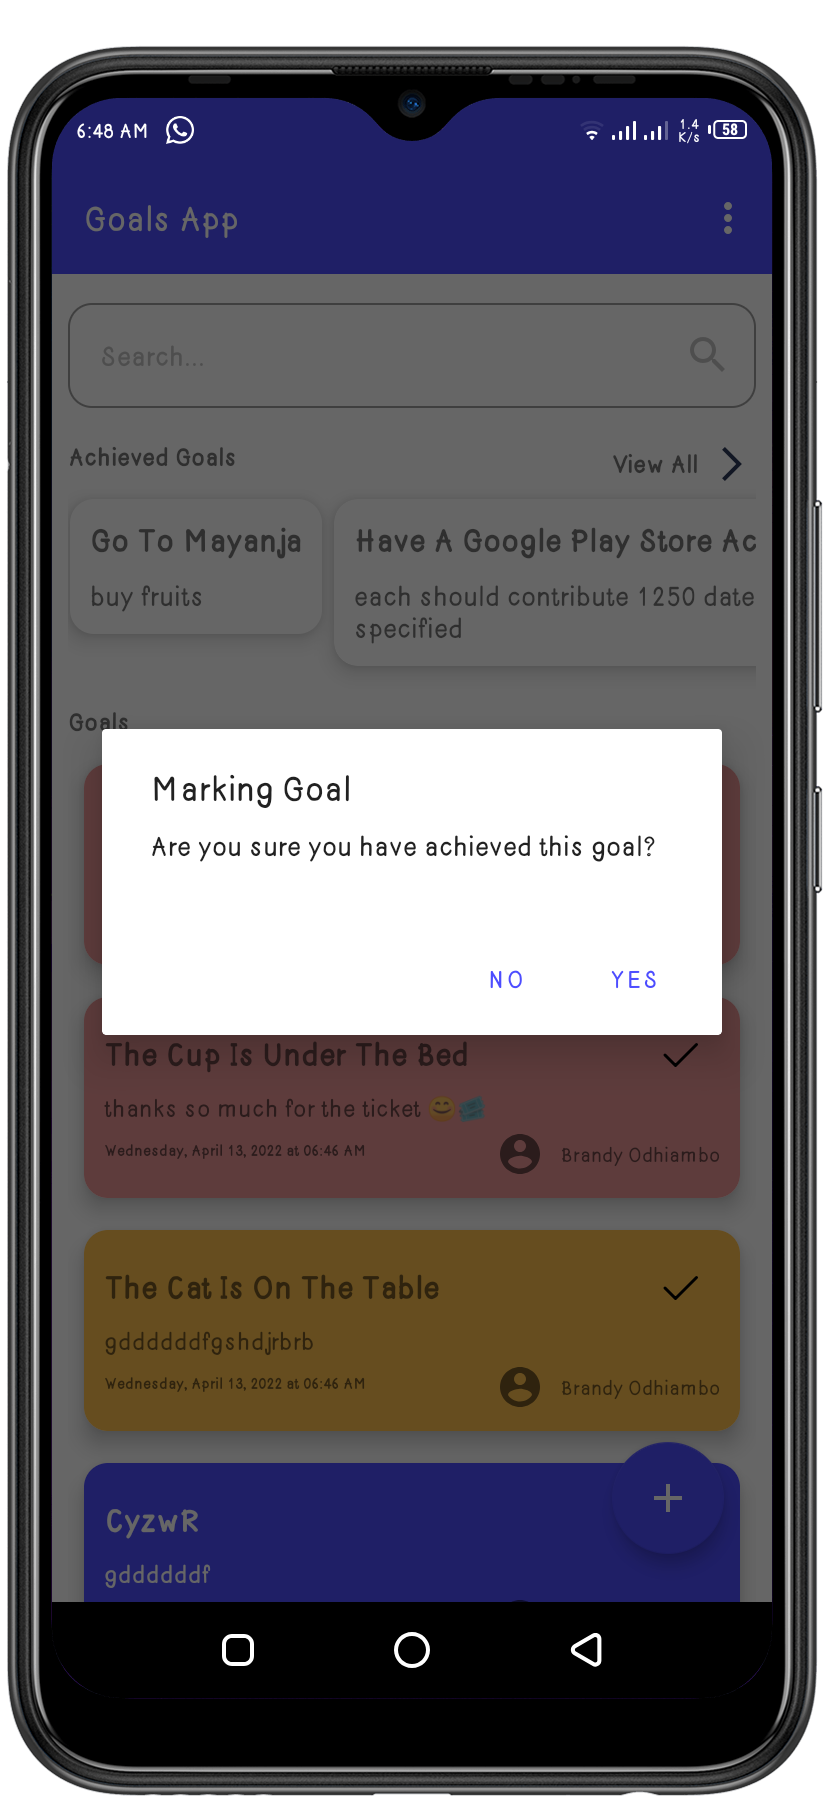 6:48 AM
1.4
K/s
58
Goals App
Search...
Achieved Goals
View All
Go To Mayanja
buy fruits
Have A Google Play Store Ac
each should contribute 1250 date
specified
Goals
Marking Goal
Are you sure you have achieved this goal?
NO YES
The Cup Is Under The Bed
thanks so much for the ticket 😊🎫
Wednesday, April 13, 2022 at 06:46 AM
Brandy Odhiambo
The Cat Is On The Table
gddddddfgshdjrbrb
Wednesday, April 13, 2022 at 06:46 AM
Brandy Odhiambo
CyzwR
gddddddf